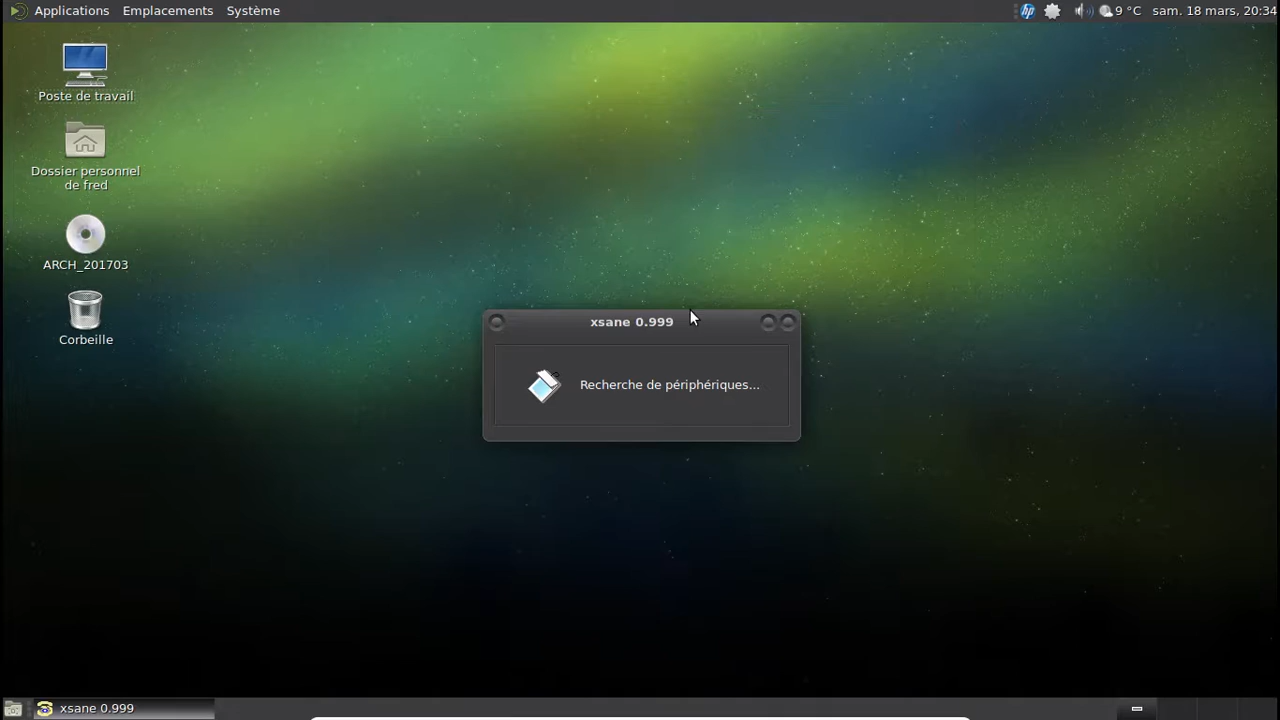 Applications Emplacements Système
hp 9 °C sam. 18 mars, 20:34
Poste de travail
Dossier personnel
de fred
ARCH_201703
Corbeille
xsane 0.999
Recherche de périphériques...
xsane 0.999